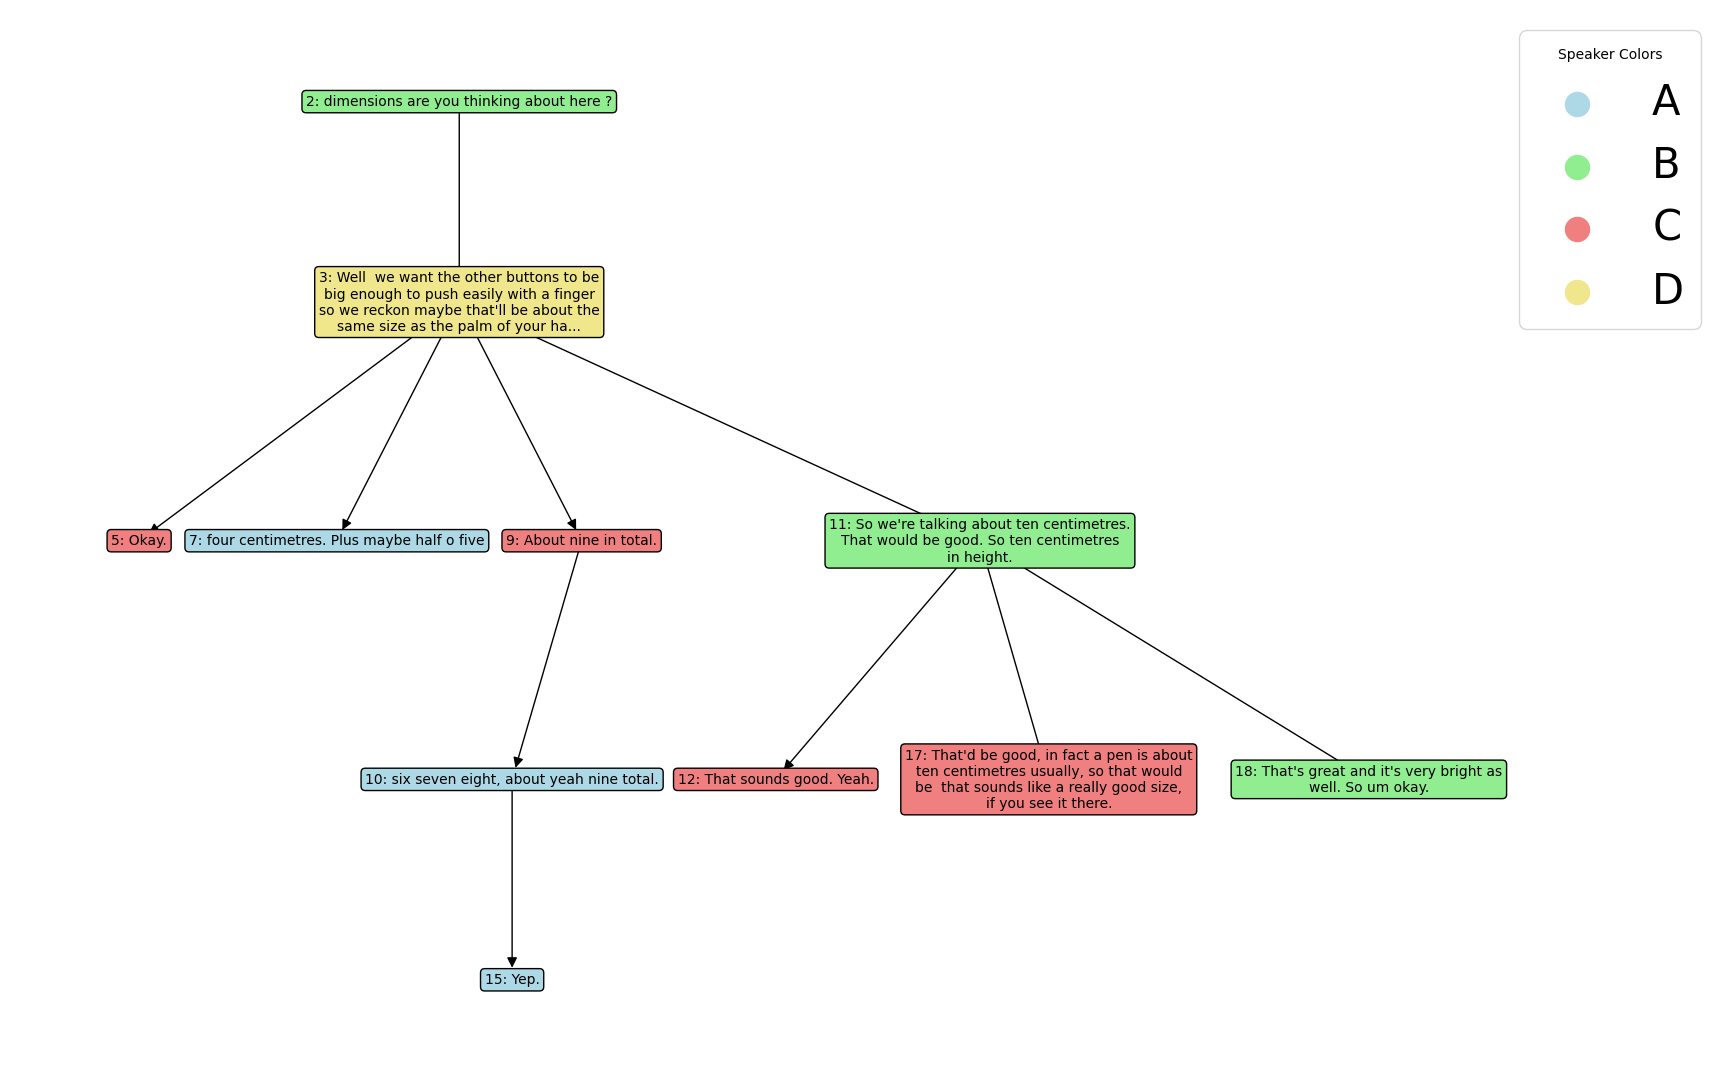 Speaker Colors
A
B
C
D
2: dimensions are you thinking about here ?
3: Well  we want the other buttons to be
big enough to push easily with a finger
so we reckon maybe that'll be about the
same size as the palm of your ha...
5: Okay.
7: four centimetres. Plus maybe half o five
9: About nine in total.
11: So we're talking about ten centimetres.
That would be good. So ten centimetres
in height.
10: six seven eight, about yeah nine total.
12: That sounds good. Yeah.
17: That'd be good, in fact a pen is about
ten centimetres usually, so that would
be  that sounds like a really good size,
if you see it there.
18: That's great and it's very bright as
well. So um okay.
15: Yep.